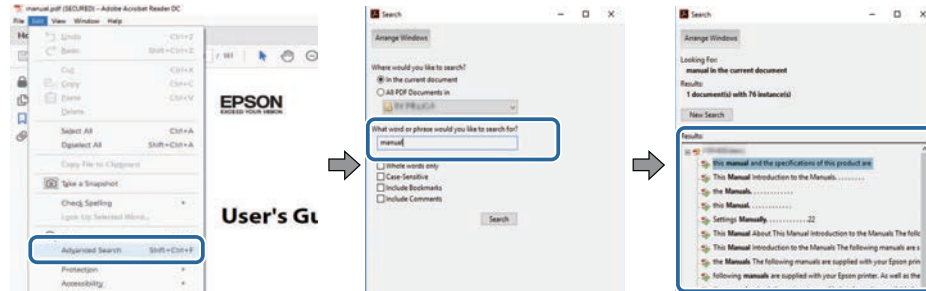 manual.pdf (SECURED) - Adobe Acrobat Reader DC
File Edit View Window Help
Undo Ctrl+Z
Redo Shift+Ctrl+Z
Cut Ctrl+X
Copy Ctrl+C
Paste Ctrl+V
Delete
Select All Ctrl+A
Deselect All Shift+Ctrl+A
Copy File to Clipboard
Take a Snapshot
Check Spelling
Advanced Search Shift+Ctrl+F
Protection
Accessibility
EPSON
EXCEED YOUR VISION
User's Gu
Search
Arrange Windows
Where would you like to search?
In the current document
All PDF Documents in
What word or phrase would you like to search for?
manual
Whole words only
Case-Sensitive
Include Bookmarks
Include Comments
Search
Search
Arrange Windows
Looking For:
manual in the current document
Results:
1 document(s) with 76 instance(s)
New Search
Results:
this manual and the specifications of this product are
This Manual Introduction to the Manuals.........
the Manuals............
this Manual............
Settings Manually............22
This Manual About This Manual Introduction to the Manuals The follo
This Manual Introduction to the Manuals The following manuals are s
the Manuals The following manuals are supplied with your Epson prin
following manuals are supplied with your Epson printer. As well as the